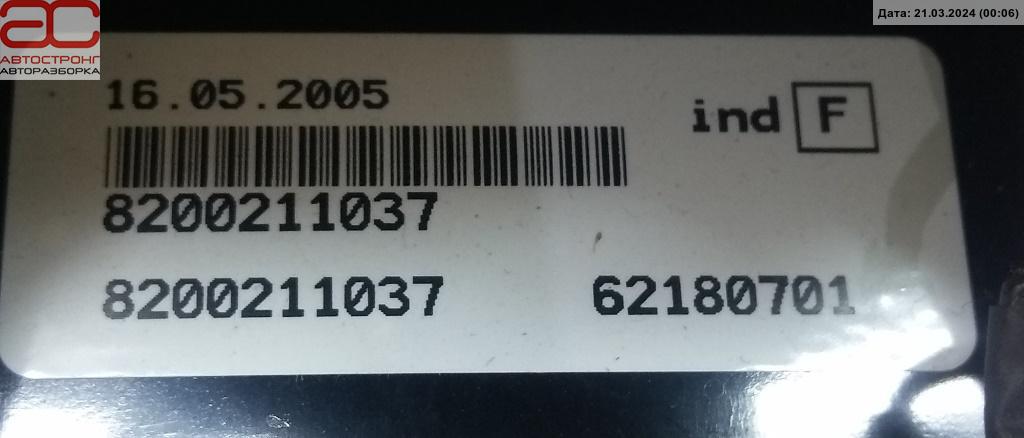 Дата: 21.03.2024 (00:06)
АС
АВТОСТРОНГ
АВТОРАЗБОРКА
16.05.2005
ind F
8200211037
8200211037 62180701